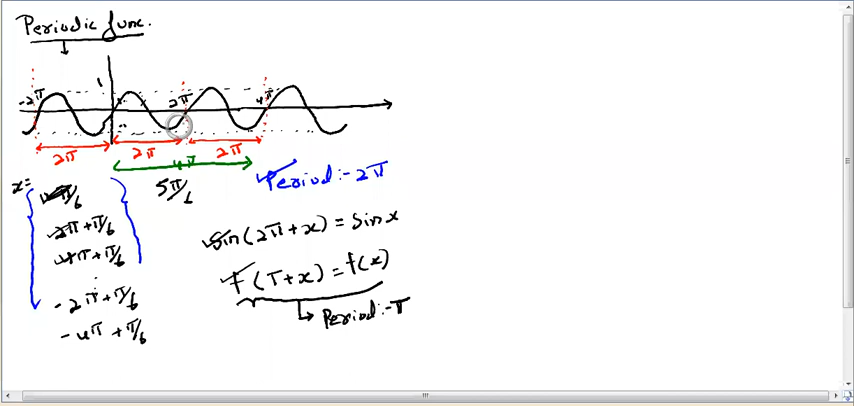 Periodic func.
1
-2π 2π 4π
2π 2π 2π
4π
5π/6
Period:- 2π
x=
π/6
2π+π/6
4π+π/6
-2π+π/6
-4π+π/6
Sin(2π+x)=Sinx
f(T+x)=f(x)
Period:-T